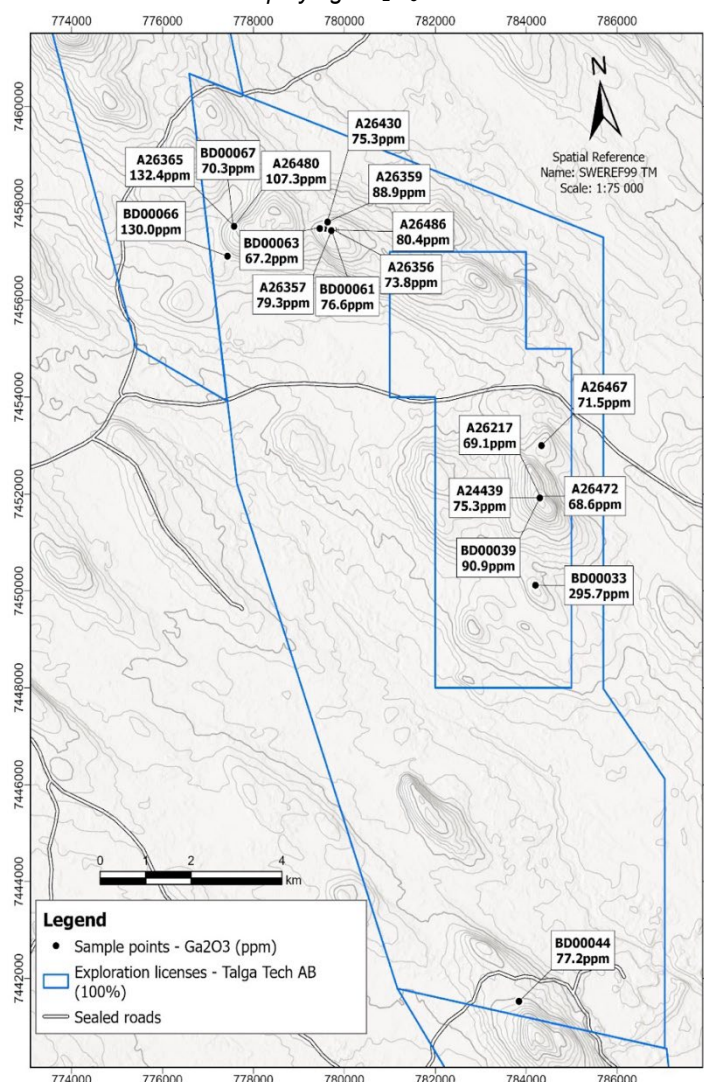 774000 776000 778000 780000 782000 784000 786000
7460000
7458000
7456000
7454000
7452000
7450000
7448000
7446000
7444000
7442000
N
Spatial Reference
Name: SWEREF99 TM
Scale: 1:75 000
A26430
75.3ppm
A26365
132.4ppm
BD00067
70.3ppm
A26480
107.3ppm
A26359
88.9ppm
BD00066
130.0ppm
BD00063
67.2ppm
A26486
80.4ppm
A26357
79.3ppm
BD00061
76.6ppm
A26356
73.8ppm
A26467
71.5ppm
A26217
69.1ppm
A24439
75.3ppm
A26472
68.6ppm
BD00039
90.9ppm
BD00033
295.7ppm
BD00044
77.2ppm
0 1 2 4
km
Legend
Sample points - Ga2O3 (ppm)
Exploration licenses - Talga Tech AB
(100%)
Sealed roads
774000 776000 778000 780000 782000 784000 786000